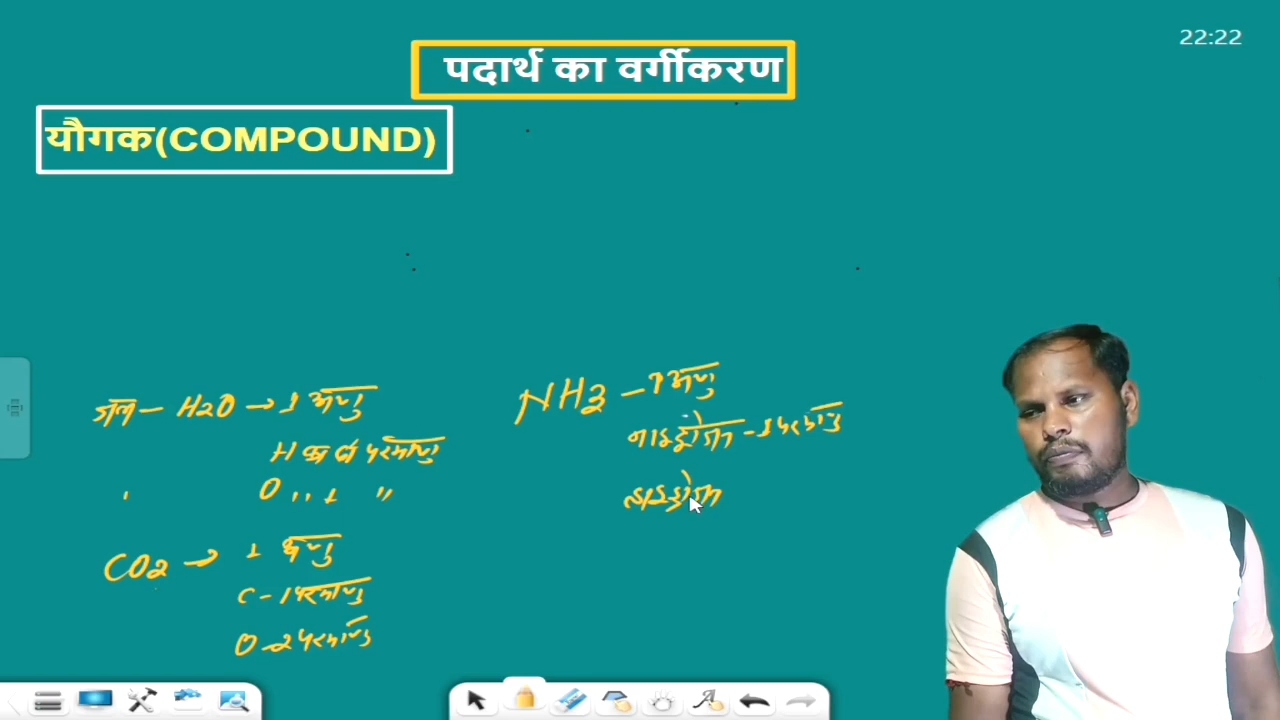 22:22
पदार्थ का वर्गीकरण
यौगक(COMPOUND)
जल – H2O → 1 अणु
H का दो परमाणु
O ,, 1 "
CO2 → 1 अणु
C - 1 परमाणु
O - 2 परमाणु
NH3 – 1 अणु
नाइट्रोजन - 1 परमाणु
हाइड्रोजन